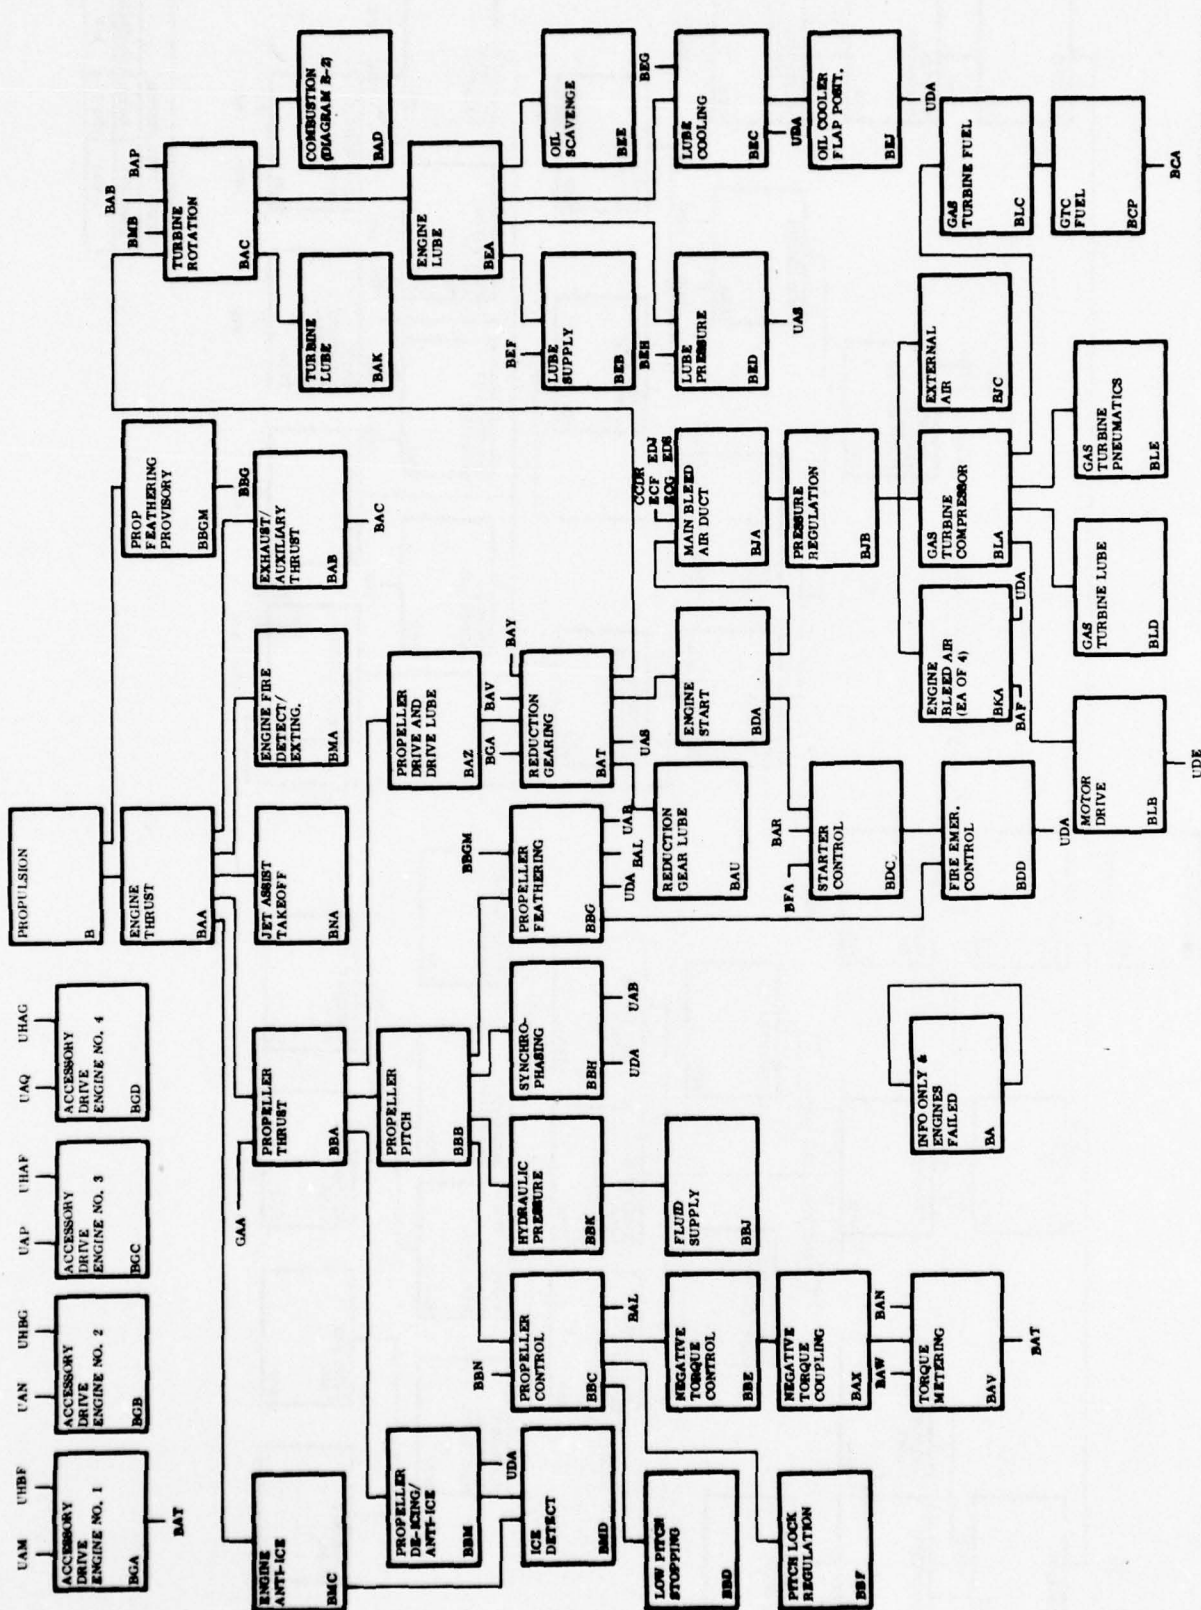 UAM
UHBF
UAN
UHBG
UAP
UHAF
UAQ
UHAG
ACCESSORY
DRIVE
ENGINE NO. 1
BGA
BAT
ACCESSORY
DRIVE
ENGINE NO. 2
BGB
ACCESSORY
DRIVE
ENGINE NO. 3
BGC
ACCESSORY
DRIVE
ENGINE NO. 4
BGD
PROPULSION
B
ENGINE
THRUST
BAA
PROP
FEATHERING
PROVISORY
BBGM
BBG
BMB
BAB
BAP
TURBINE
ROTATION
BAC
ENGINE
ANTI-ICE
BMC
GAA
PROPELLER
THRUST
BBA
JET ASSIST
TAKEOFF
BNA
ENGINE FIRE
DETECT/
EXTING.
BMA
EXHAUST/
AUXILIARY
THRUST
BAB
BAC
TURBINE
LUBE
BAK
COMBUSTION
(DIAGRAM B-2)
BAD
PROPELLER
DE-ICING/
ANTI-ICE
BBM
UDA
PROPELLER
PITCH
BBB
PROPELLER
DRIVE AND
DRIVE LUBE
BAZ
ENGINE
LUBE
BEA
ICE
DETECT
BMD
BBN
PROPELLER
CONTROL
BBC
BAL
HYDRAULIC
PRESSURE
BBK
SYNCHRO-
PHASING
BBH
UDA
UAB
BBGM
PROPELLER
FEATHERING
BBG
UDA
BAL
UAB
BGA
BAV
BAY
REDUCTION
GEARING
BAT
UAS
BEF
LUBE
SUPPLY
BEB
OIL
SCAVENGE
BEE
LOW PITCH
STOPPING
BBD
NEGATIVE
TORQUE
CONTROL
BBE
FLUID
SUPPLY
BBJ
REDUCTION
GEAR LUBE
BAU
ENGINE
START
BDA
CCDR
ECF
EDJ
ECG
EDS
MAIN BLEED
AIR DUCT
BJA
BEH
LUBE
PRESSURE
BED
UAS
BEG
LUBE
COOLING
BEC
UDA
PITCH LOCK
REGULATION
BBF
NEGATIVE
TORQUE
COUPLING
BAX
BFA
BAR
STARTER
CONTROL
BDC
PRESSURE
REGULATION
BJB
OIL COOLER
FLAP POSIT.
BEJ
UDA
BAW
BAN
TORQUE
METERING
BAV
BAT
INFO ONLY &
ENGINES
FAILED
BA
FIRE EMER.
CONTROL
BDD
UDA
ENGINE
BLEED AIR
(EA OF 4)
BKA
BAF
UDA
GAS
TURBINE
COMPRESSOR
BLA
EXTERNAL
AIR
BJC
GAS
TURBINE FUEL
BLC
MOTOR
DRIVE
BLB
UDE
GAS
TURBINE LUBE
BLD
GAS
TURBINE
PNEUMATICS
BLE
GTC
FUEL
BCP
BCA